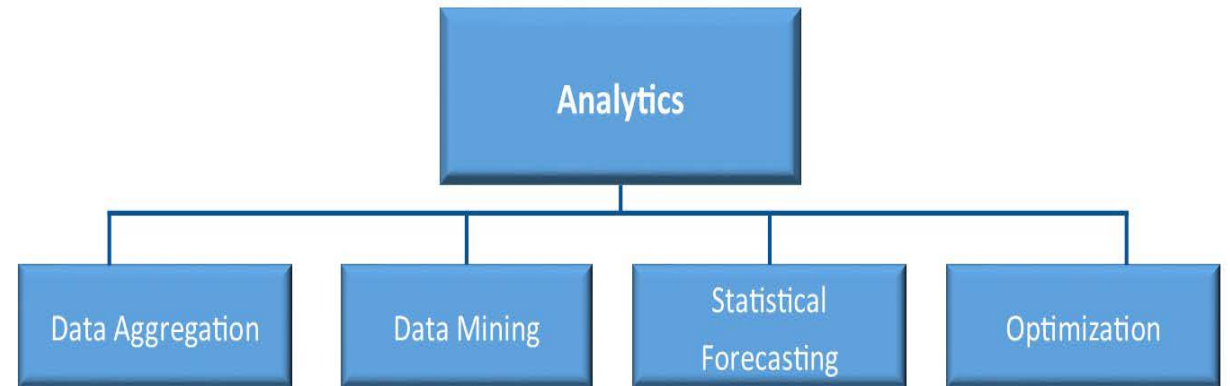 Analytics
Data Aggregation
Data Mining
Statistical
Forecasting
Optimization